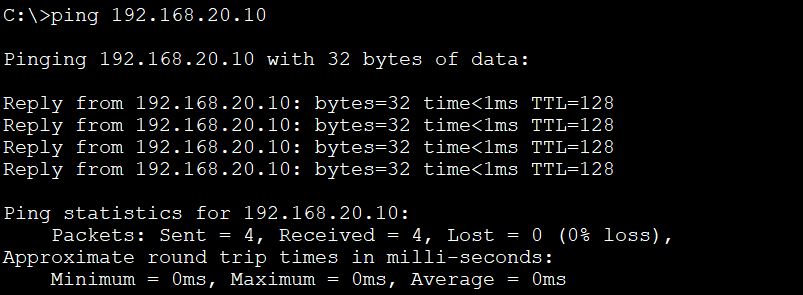 C:\>ping 192.168.20.10
Pinging 192.168.20.10 with 32 bytes of data:
Reply from 192.168.20.10: bytes=32 time<1ms TTL=128
Reply from 192.168.20.10: bytes=32 time<1ms TTL=128
Reply from 192.168.20.10: bytes=32 time<1ms TTL=128
Reply from 192.168.20.10: bytes=32 time<1ms TTL=128
Ping statistics for 192.168.20.10:
    Packets: Sent = 4, Received = 4, Lost = 0 (0% loss),
Approximate round trip times in milli-seconds:
    Minimum = 0ms, Maximum = 0ms, Average = 0ms